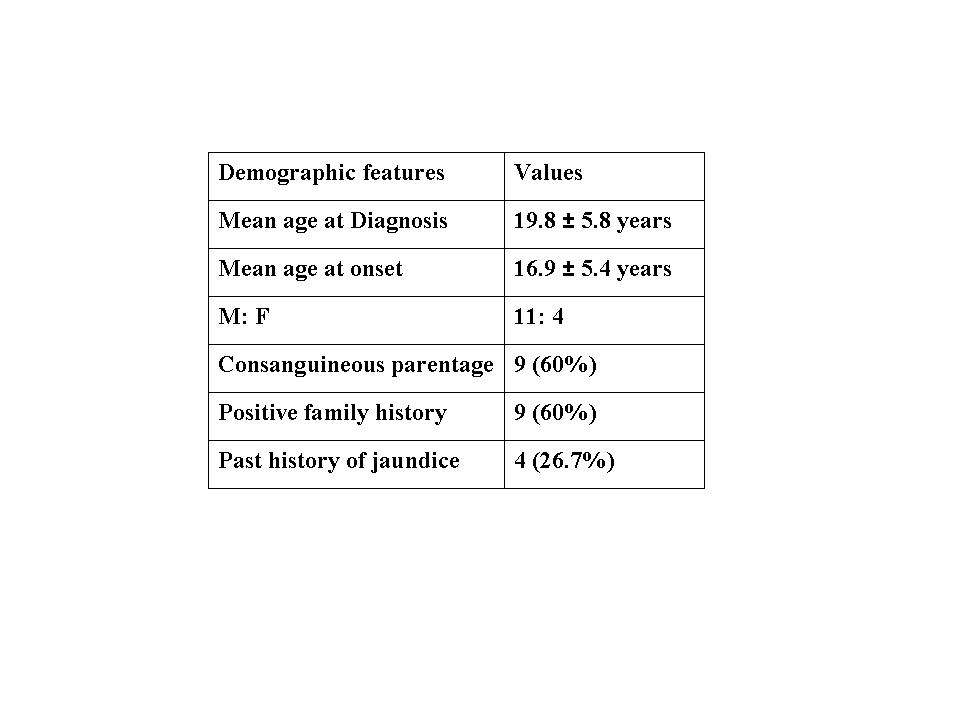 Demographic features Values
Mean age at Diagnosis 19.8 ± 5.8 years
Mean age at onset 16.9 ± 5.4 years
M: F 11: 4
Consanguineous parentage 9 (60%)
Positive family history 9 (60%)
Past history of jaundice 4 (26.7%)